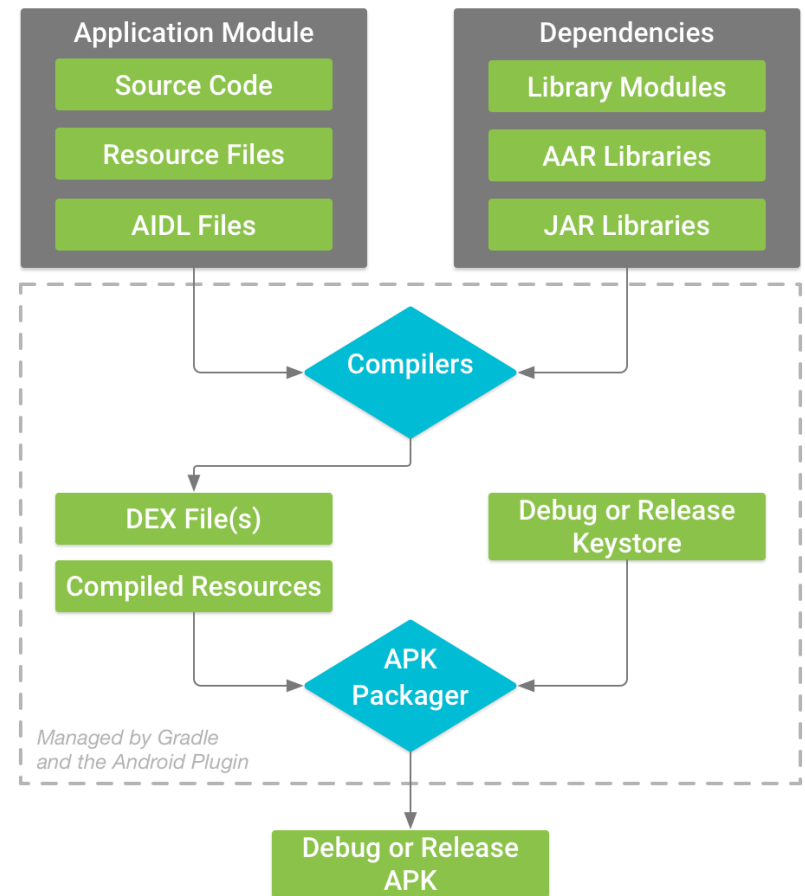 Application Module
Source Code
Resource Files
AIDL Files
Dependencies
Library Modules
AAR Libraries
JAR Libraries
Compilers
DEX File(s)
Compiled Resources
Debug or Release
Keystore
APK
Packager
Managed by Gradle
and the Android Plugin
Debug or Release
APK